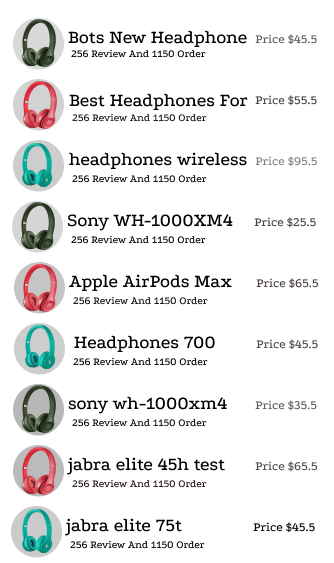 Bots New Headphone Price $45.5
256 Review And 1150 Order
Best Headphones For Price $55.5
256 Review And 1150 Order
headphones wireless Price $95.5
256 Review And 1150 Order
Sony WH-1000XM4 Price $25.5
256 Review And 1150 Order
Apple AirPods Max Price $65.5
256 Review And 1150 Order
Headphones 700 Price $45.5
256 Review And 1150 Order
sony wh-1000xm4 Price $35.5
256 Review And 1150 Order
jabra elite 45h test Price $65.5
256 Review And 1150 Order
jabra elite 75t Price $45.5
256 Review And 1150 Order